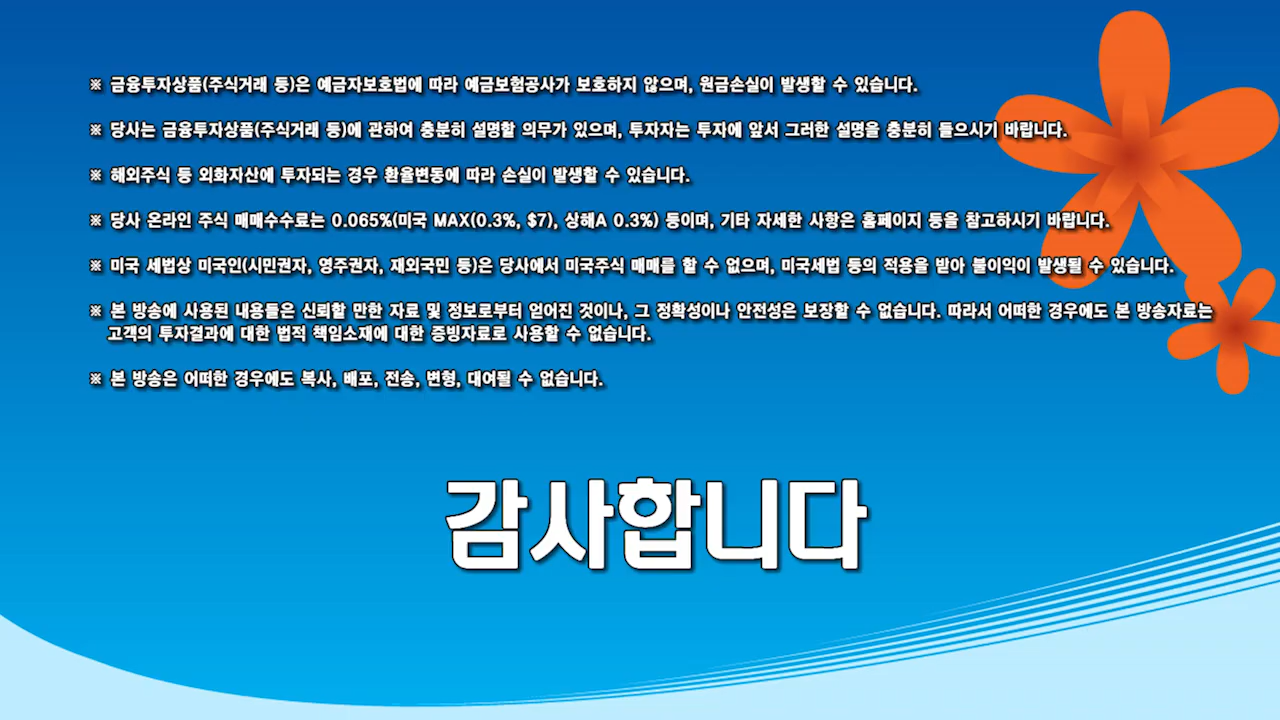 ※ 금융투자상품(주식거래 등)은 예금자보호법에 따라 예금보험공사가 보호하지 않으며, 원금손실이 발생할 수 있습니다.
※ 당사는 금융투자상품(주식거래 등)에 관하여 충분히 설명할 의무가 있으며, 투자자는 투자에 앞서 그러한 설명을 충분히 들으시기 바랍니다.
※ 해외주식 등 외화자산에 투자되는 경우 환율변동에 따라 손실이 발생할 수 있습니다.
※ 당사 온라인 주식 매매수수료는 0.065%(미국 MAX(0.3%, $7), 상해A 0.3%) 등이며, 기타 자세한 사항은 홈페이지 등을 참고하시기 바랍니다.
※ 미국 세법상 미국인(시민권자, 영주권자, 재외국민 등)은 당사에서 미국주식 매매를 할 수 없으며, 미국세법 등의 적용을 받아 불이익이 발생될 수 있습니다.
※ 본 방송에 사용된 내용들은 신뢰할 만한 자료 및 정보로부터 얻어진 것이나, 그 정확성이나 안전성은 보장할 수 없습니다. 따라서 어떠한 경우에도 본 방송자료는
고객의 투자결과에 대한 법적 책임소재에 대한 증빙자료로 사용할 수 없습니다.
※ 본 방송은 어떠한 경우에도 복사, 배포, 전송, 변형, 대여될 수 없습니다.
감사합니다